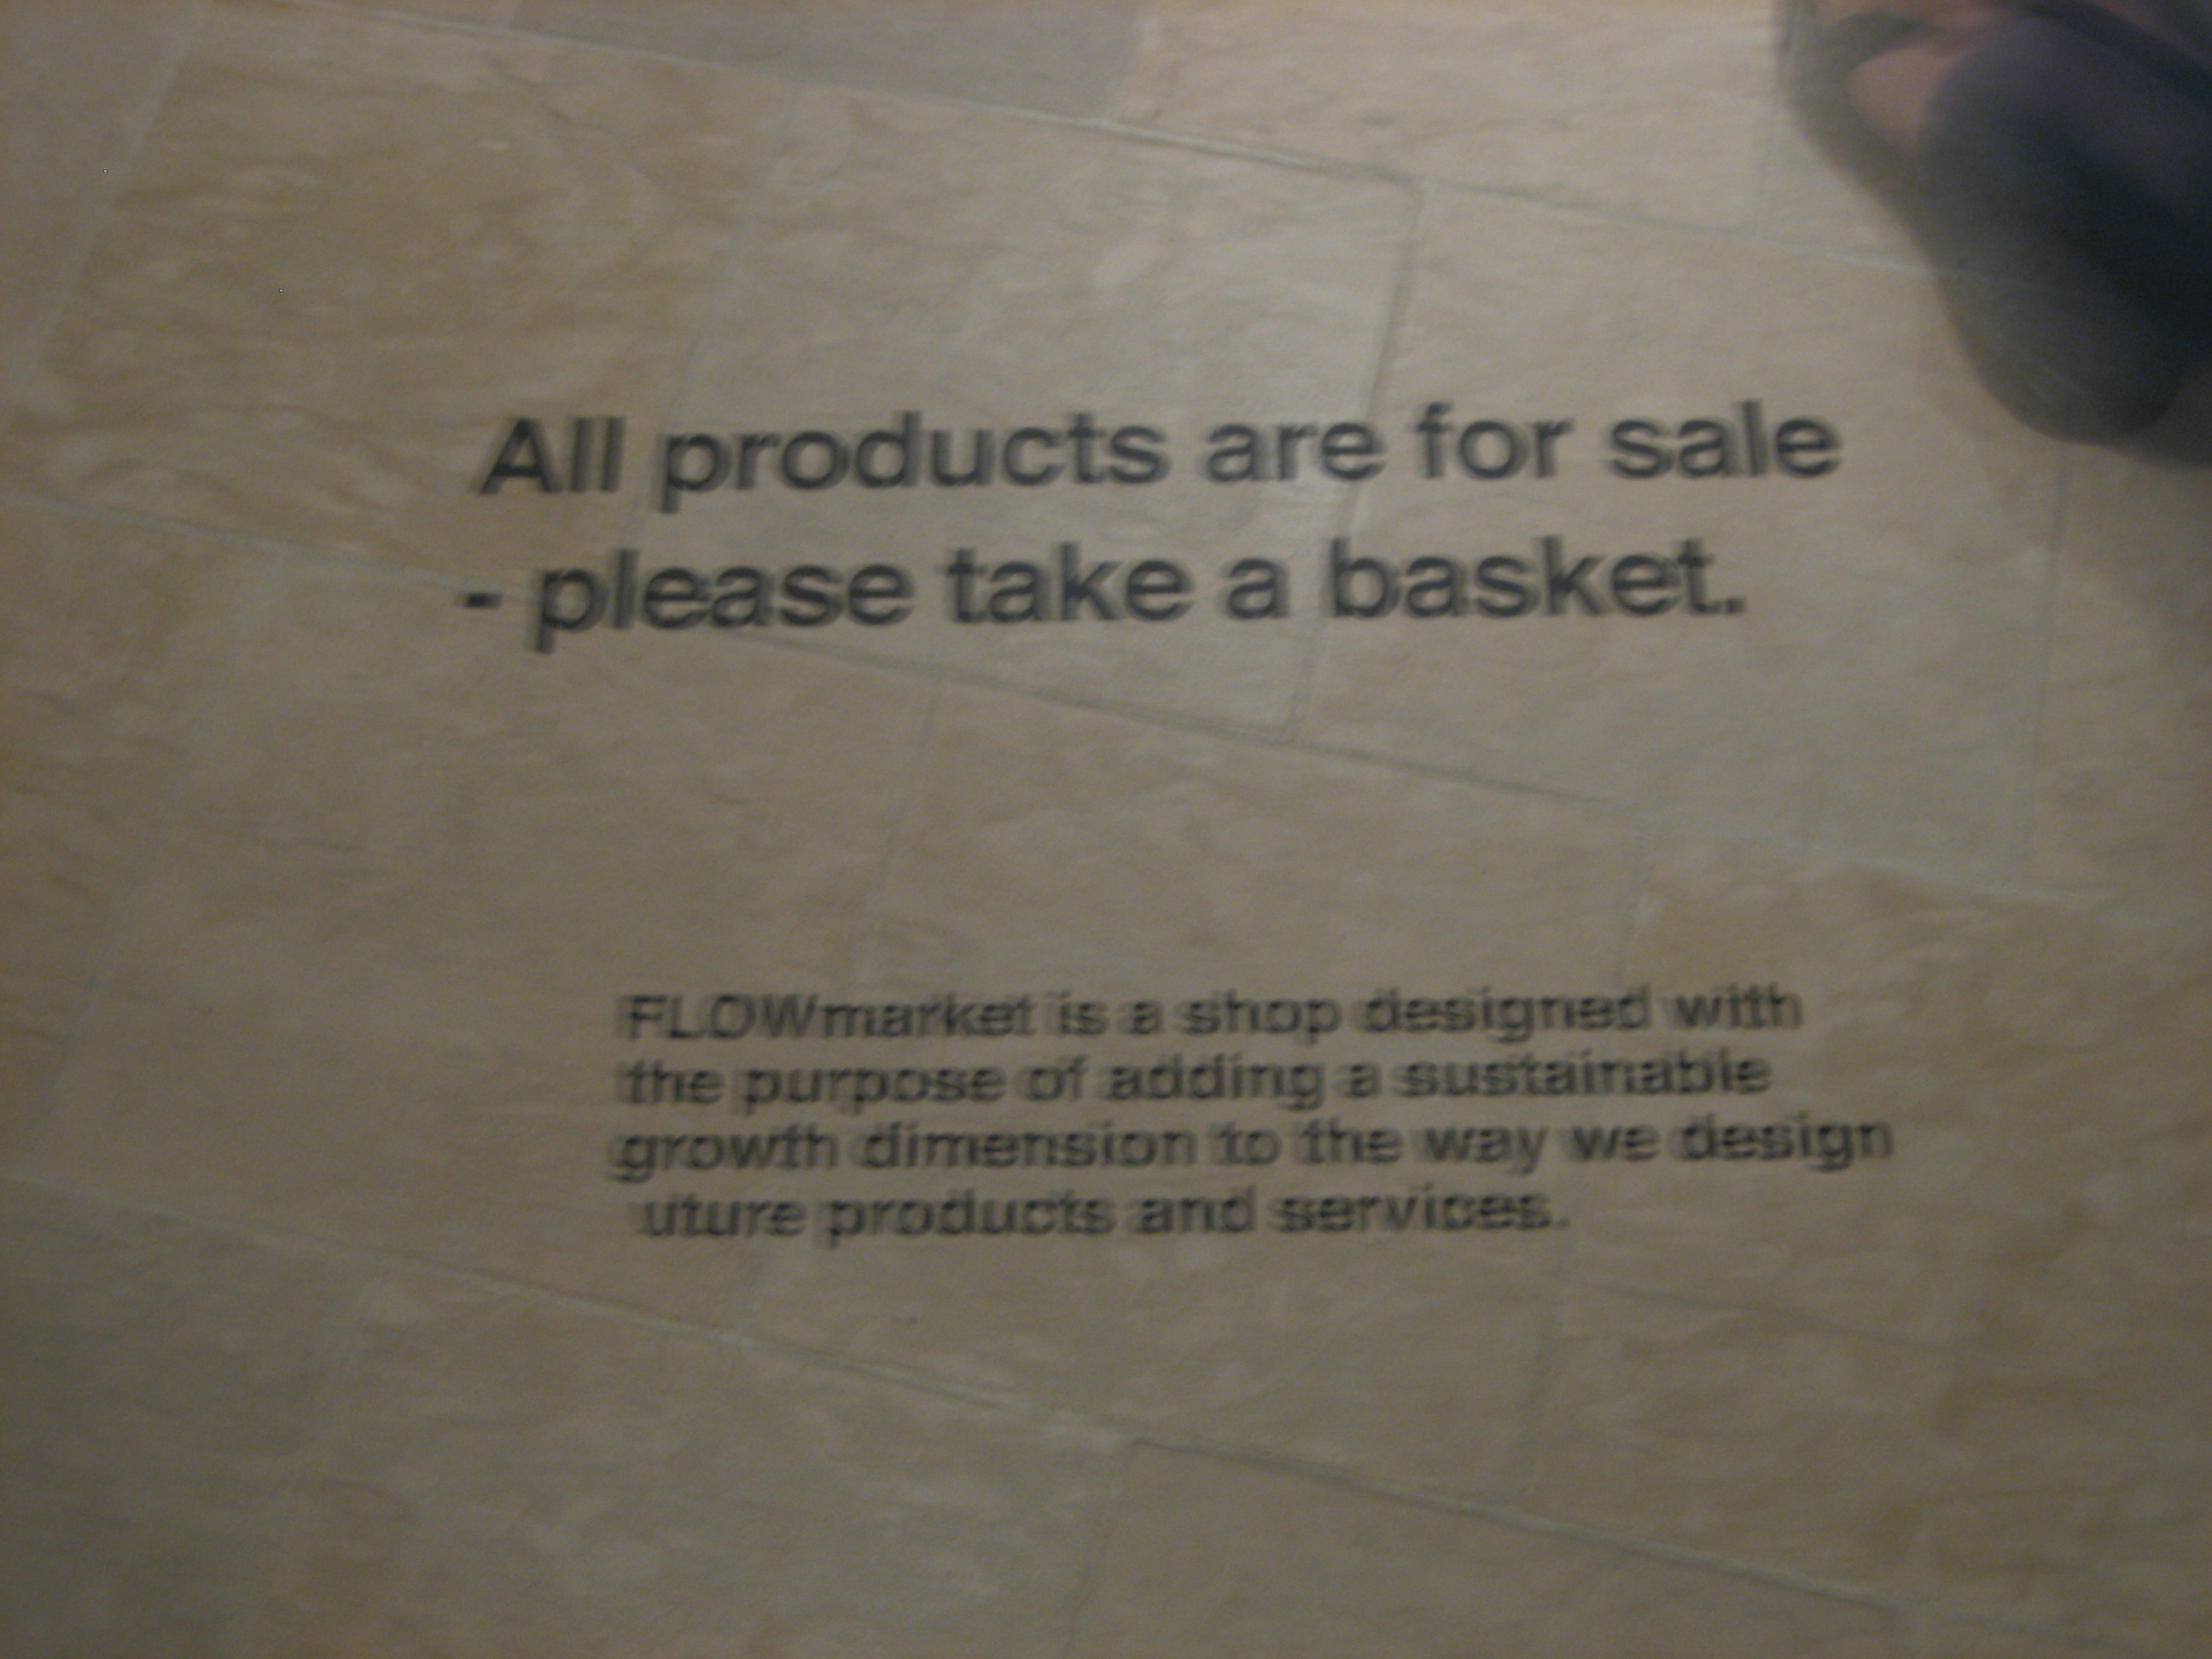 All products are for sale
- please take a basket.
FLOWmarket is a shop designed with
the purpose of adding a sustainable
growth dimension to the way we design
uture products and services.